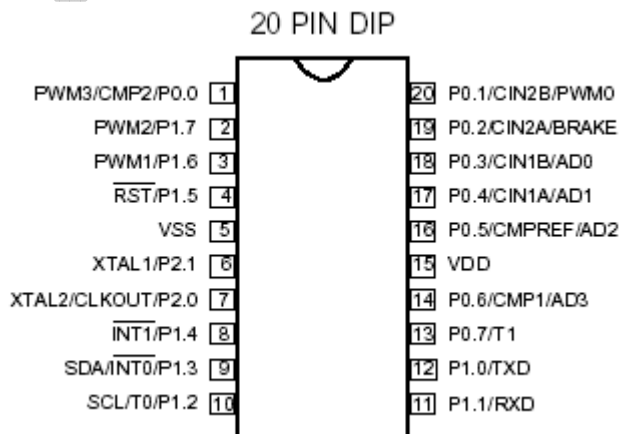 20 PIN DIP
PWM3/CMP2/P0.0 1 20 P0.1/CIN2B/PWM0
PWM2/P1.7 2 19 P0.2/CIN2A/BRAKE
PWM1/P1.6 3 18 P0.3/CIN1B/AD0
RST/P1.5 4 17 P0.4/CIN1A/AD1
VSS 5 16 P0.5/CMPREF/AD2
XTAL1/P2.1 6 15 VDD
XTAL2/CLKOUT/P2.0 7 14 P0.6/CMP1/AD3
INT1/P1.4 8 13 P0.7/T1
SDA/INT0/P1.3 9 12 P1.0/TXD
SCL/T0/P1.2 10 11 P1.1/RXD